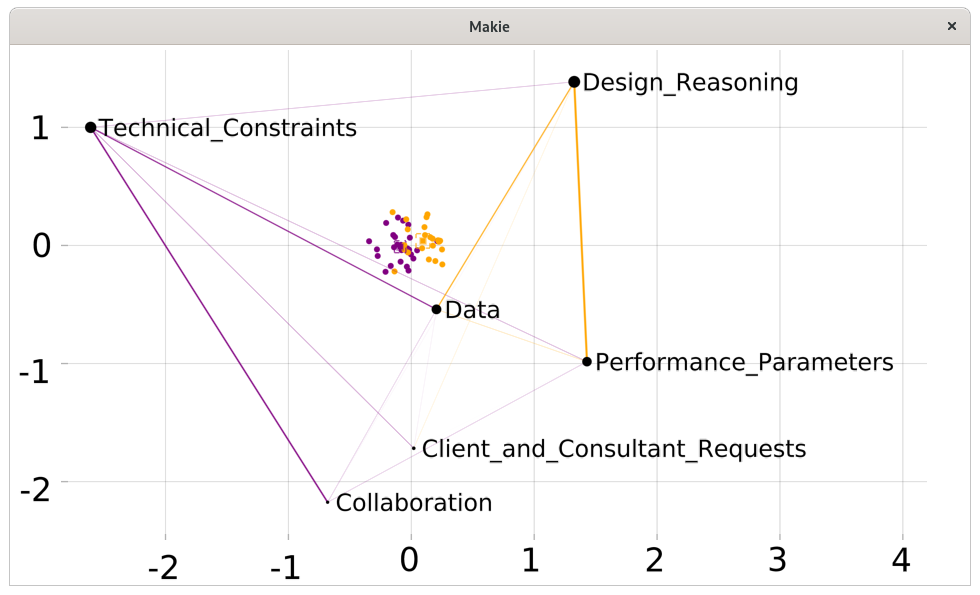 Makie
×
Design_Reasoning
Technical_Constraints
1
0
Data
-1
Performance_Parameters
Client_and_Consultant_Requests
-2
Collaboration
-2 -1 0 1 2 3 4